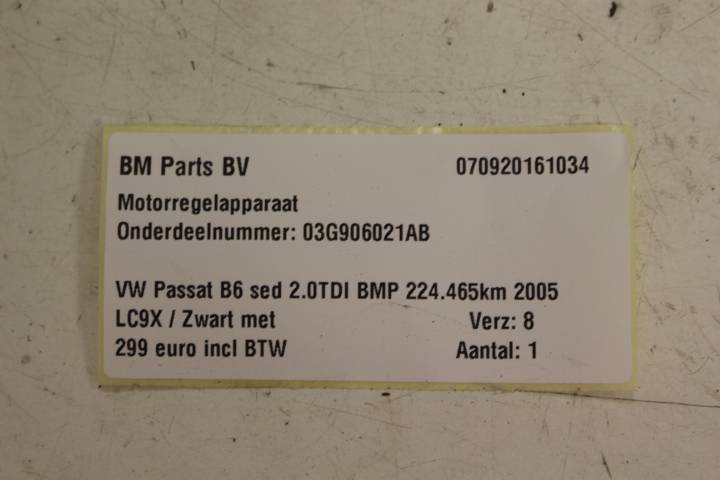 BM Parts BV 070920161034
Motorregelapparaat
Onderdeelnummer: 03G906021AB
VW Passat B6 sed 2.0TDI BMP 224.465km 2005
LC9X / Zwart met Verz: 8
299 euro incl BTW Aantal: 1